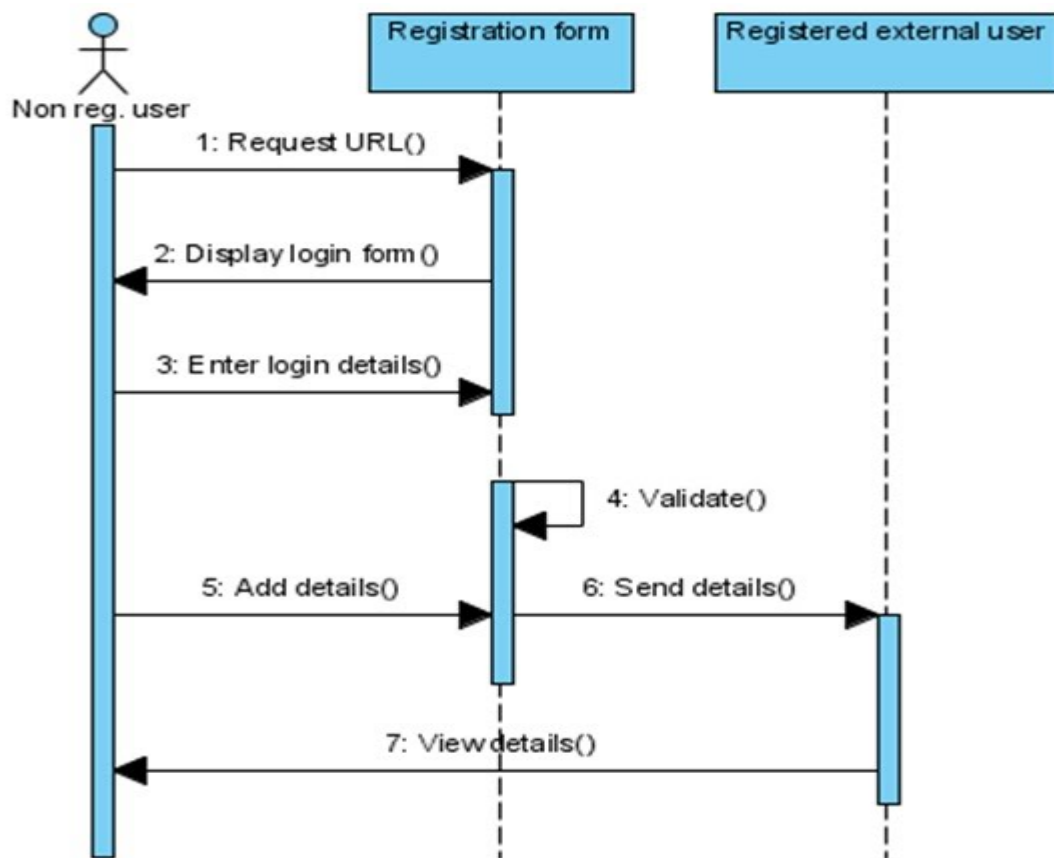 Registration form
Registered external user
Non reg. user
1: Request URL()
2: Display login form()
3: Enter login details()
4: Validate()
5: Add details()
6: Send details()
7: View details()